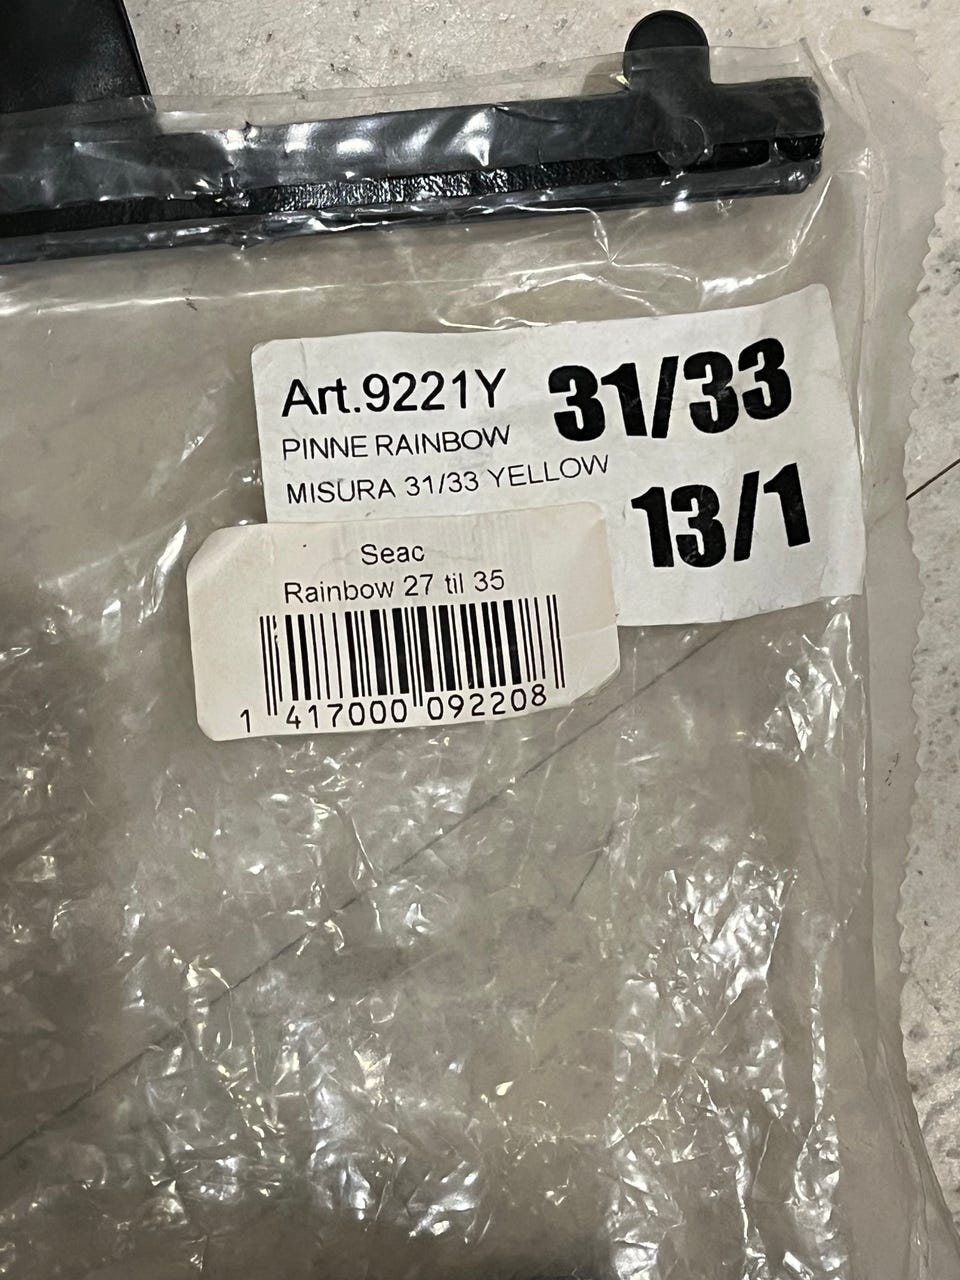 Art.9221Y 31/33
PINNE RAINBOW
MISURA 31/33 YELLOW
13/1
Seac
Rainbow 27 til 35
1 417000 092208